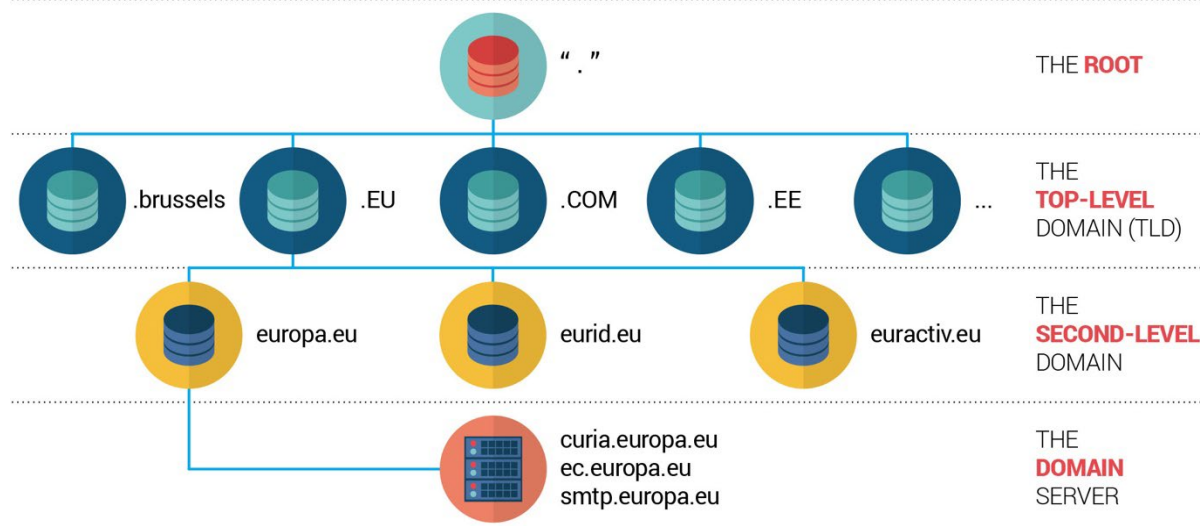 “ . ”
THE ROOT
.brussels
.EU
.COM
.EE
...
THE
TOP-LEVEL
DOMAIN (TLD)
europa.eu
eurid.eu
euractiv.eu
THE
SECOND-LEVEL
DOMAIN
curia.europa.eu
ec.europa.eu
smtp.europa.eu
THE
DOMAIN
SERVER